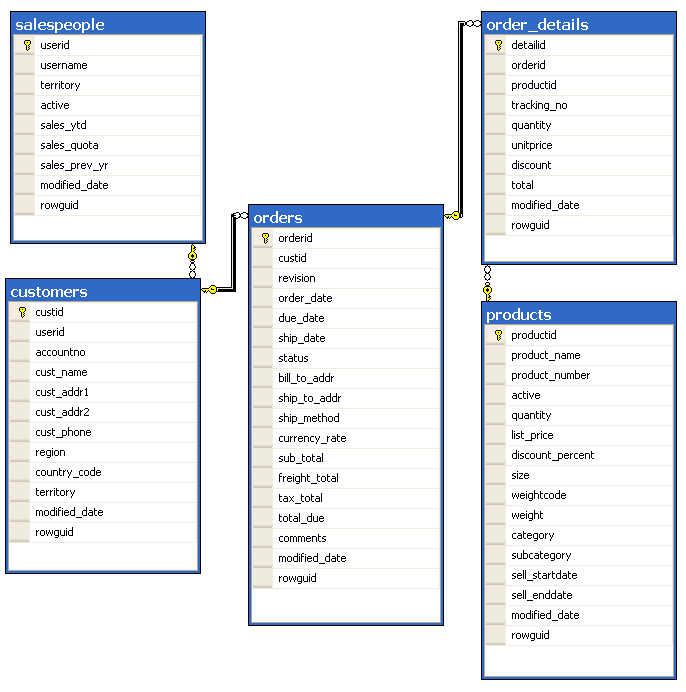 salespeople
userid
username
territory
active
sales_ytd
sales_quota
sales_prev_yr
modified_date
rowguid
customers
custid
userid
accountno
cust_name
cust_addr1
cust_addr2
cust_phone
region
country_code
territory
modified_date
rowguid
orders
orderid
custid
revision
order_date
due_date
ship_date
status
bill_to_addr
ship_to_addr
ship_method
currency_rate
sub_total
freight_total
tax_total
total_due
comments
modified_date
rowguid
order_details
detailid
orderid
productid
tracking_no
quantity
unitprice
discount
total
modified_date
rowguid
products
productid
product_name
product_number
active
quantity
list_price
discount_percent
size
weightcode
weight
category
subcategory
sell_startdate
sell_enddate
modified_date
rowguid